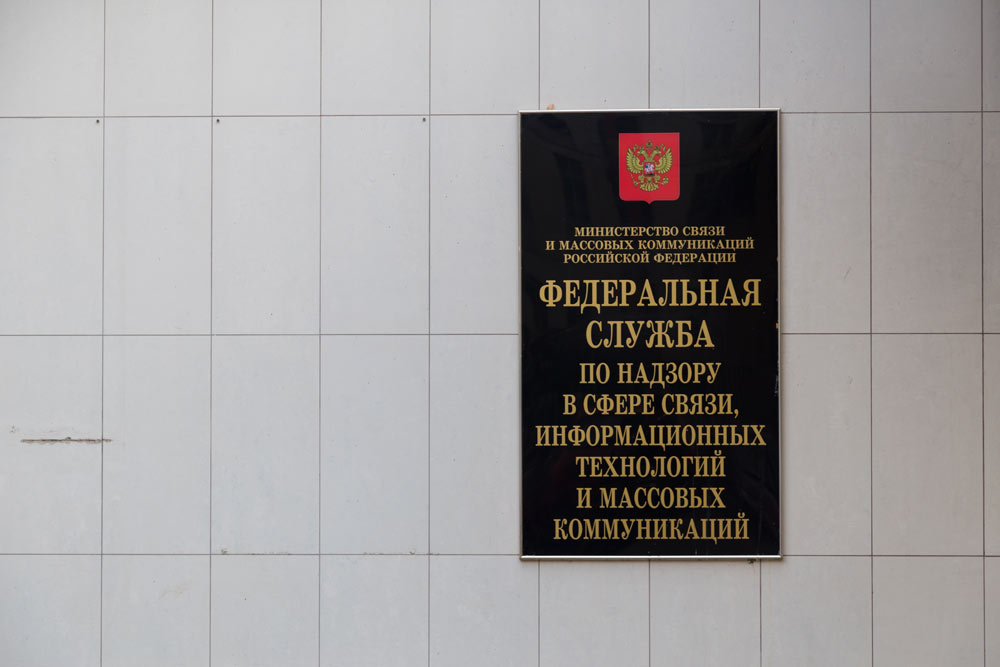 МИНИСТЕРСТВО СВЯЗИ
И МАССОВЫХ КОММУНИКАЦИЙ
РОССИЙСКОЙ ФЕДЕРАЦИИ
ФЕДЕРАЛЬНАЯ
СЛУЖБА
ПО НАДЗОРУ
В СФЕРЕ СВЯЗИ,
ИНФОРМАЦИОННЫХ
ТЕХНОЛОГИЙ
И МАССОВЫХ
КОММУНИКАЦИЙ